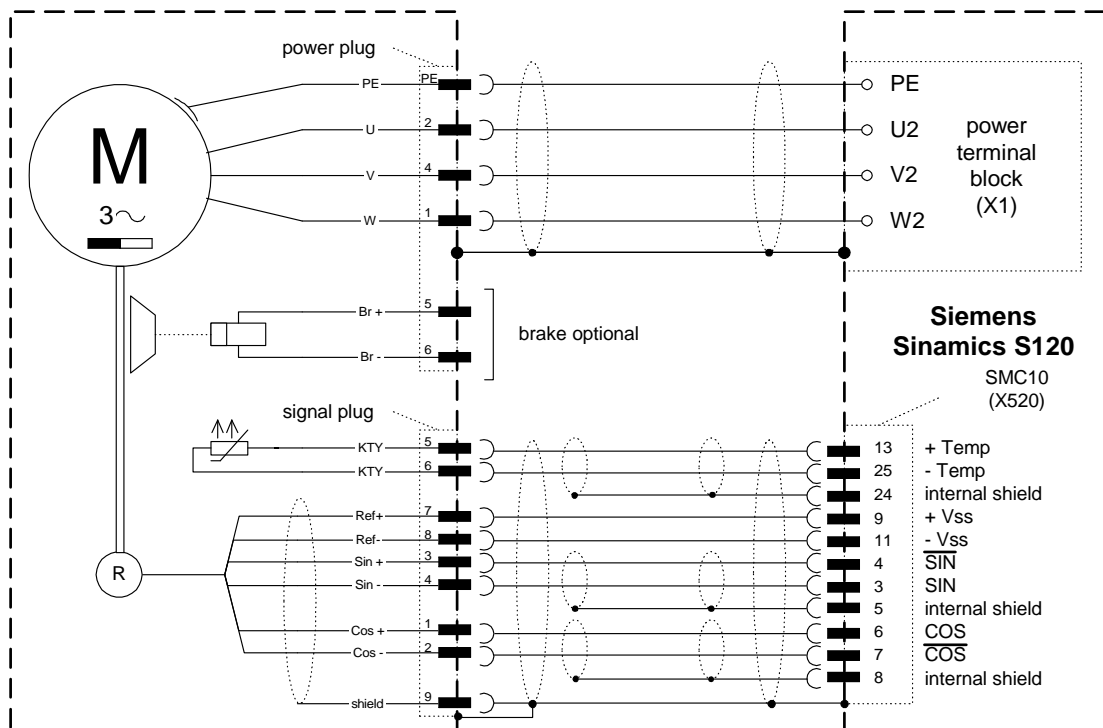 power plug
PE PE PE
U 2 U2
V 4 V2
W 1 W2
power
terminal
block
(X1)
M
3~
Br + 5
Br - 6
brake optional
Siemens
Sinamics S120
SMC10
(X520)
signal plug
KTY 5 13 + Temp
KTY 6 25 - Temp
24 internal shield
Ref+ 7 9 + Vss
Ref- 8 11 - Vss
Sin + 3 4 S̅I̅N̅
Sin - 4 3 SIN
5 internal shield
R
Cos + 1 6 COS
Cos - 2 7 C̅O̅S̅
8 internal shield
shield 9